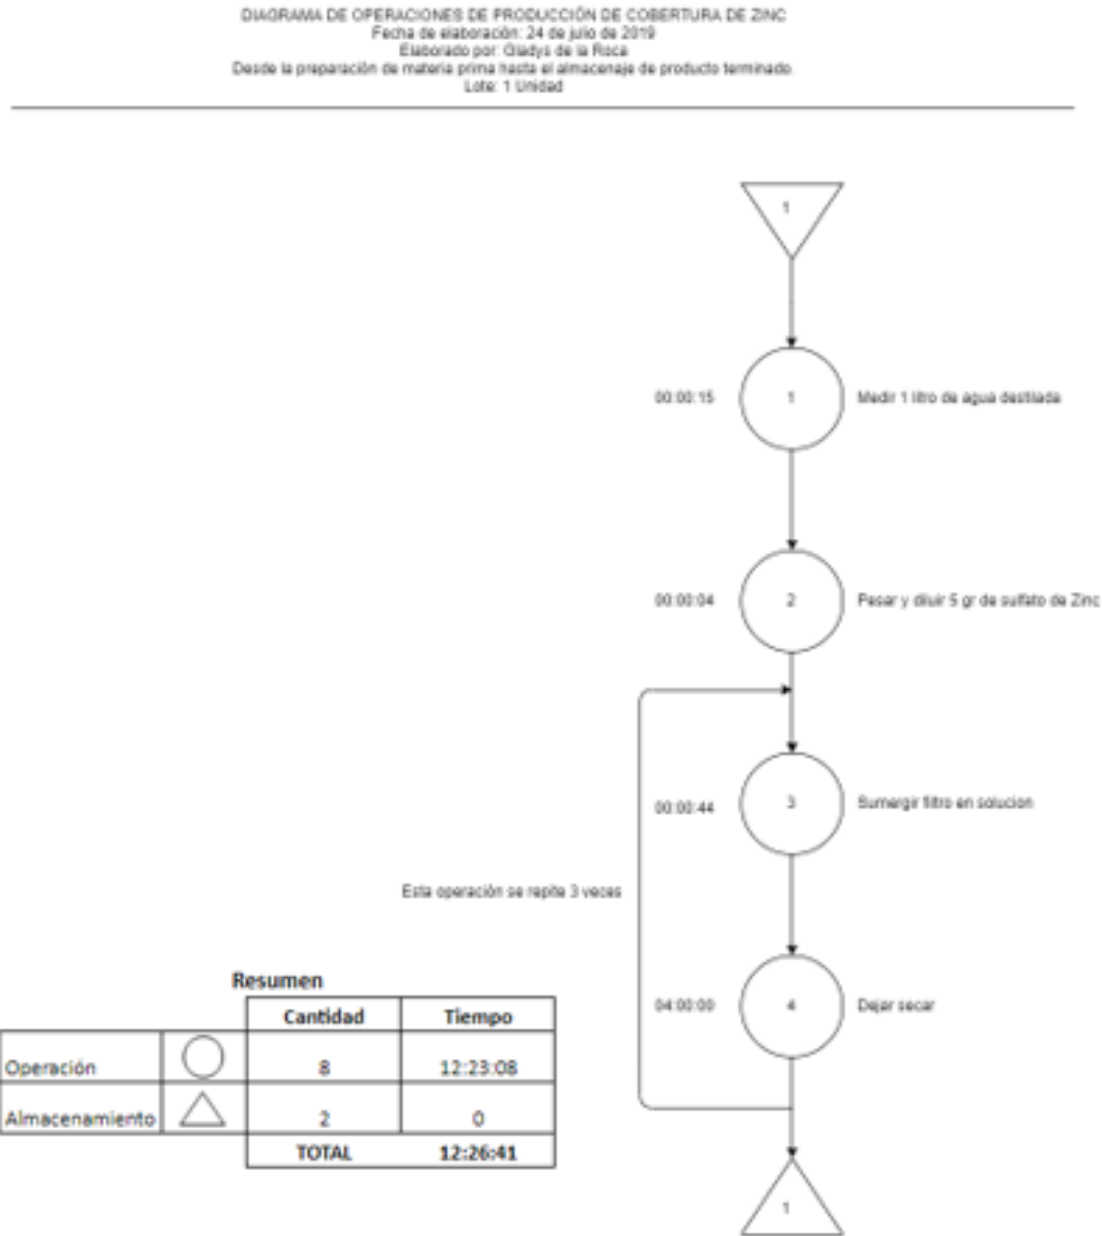 DIAGRAMA DE OPERACIONES DE PRODUCCIÓN DE COBERTURA DE ZINC
Fecha de elaboración: 24 de julio de 2019
Elaborado por: Gladys de la Roca
Desde la preparación de materia prima hasta el almacenaje de producto terminado.
Lote: 1 Unidad
1
00:00:15 1 Medir 1 litro de agua destilada
00:00:04 2 Pesar y diluir 5 gr de sulfato de Zinc
00:00:44 3 Sumergir filtro en solucion
Esta operación se repite 3 veces
04:00:00 4 Dejar secar
1
Resumen
Cantidad Tiempo
Operación 8 12:23:08
Almacenamiento 2 0
TOTAL 12:26:41